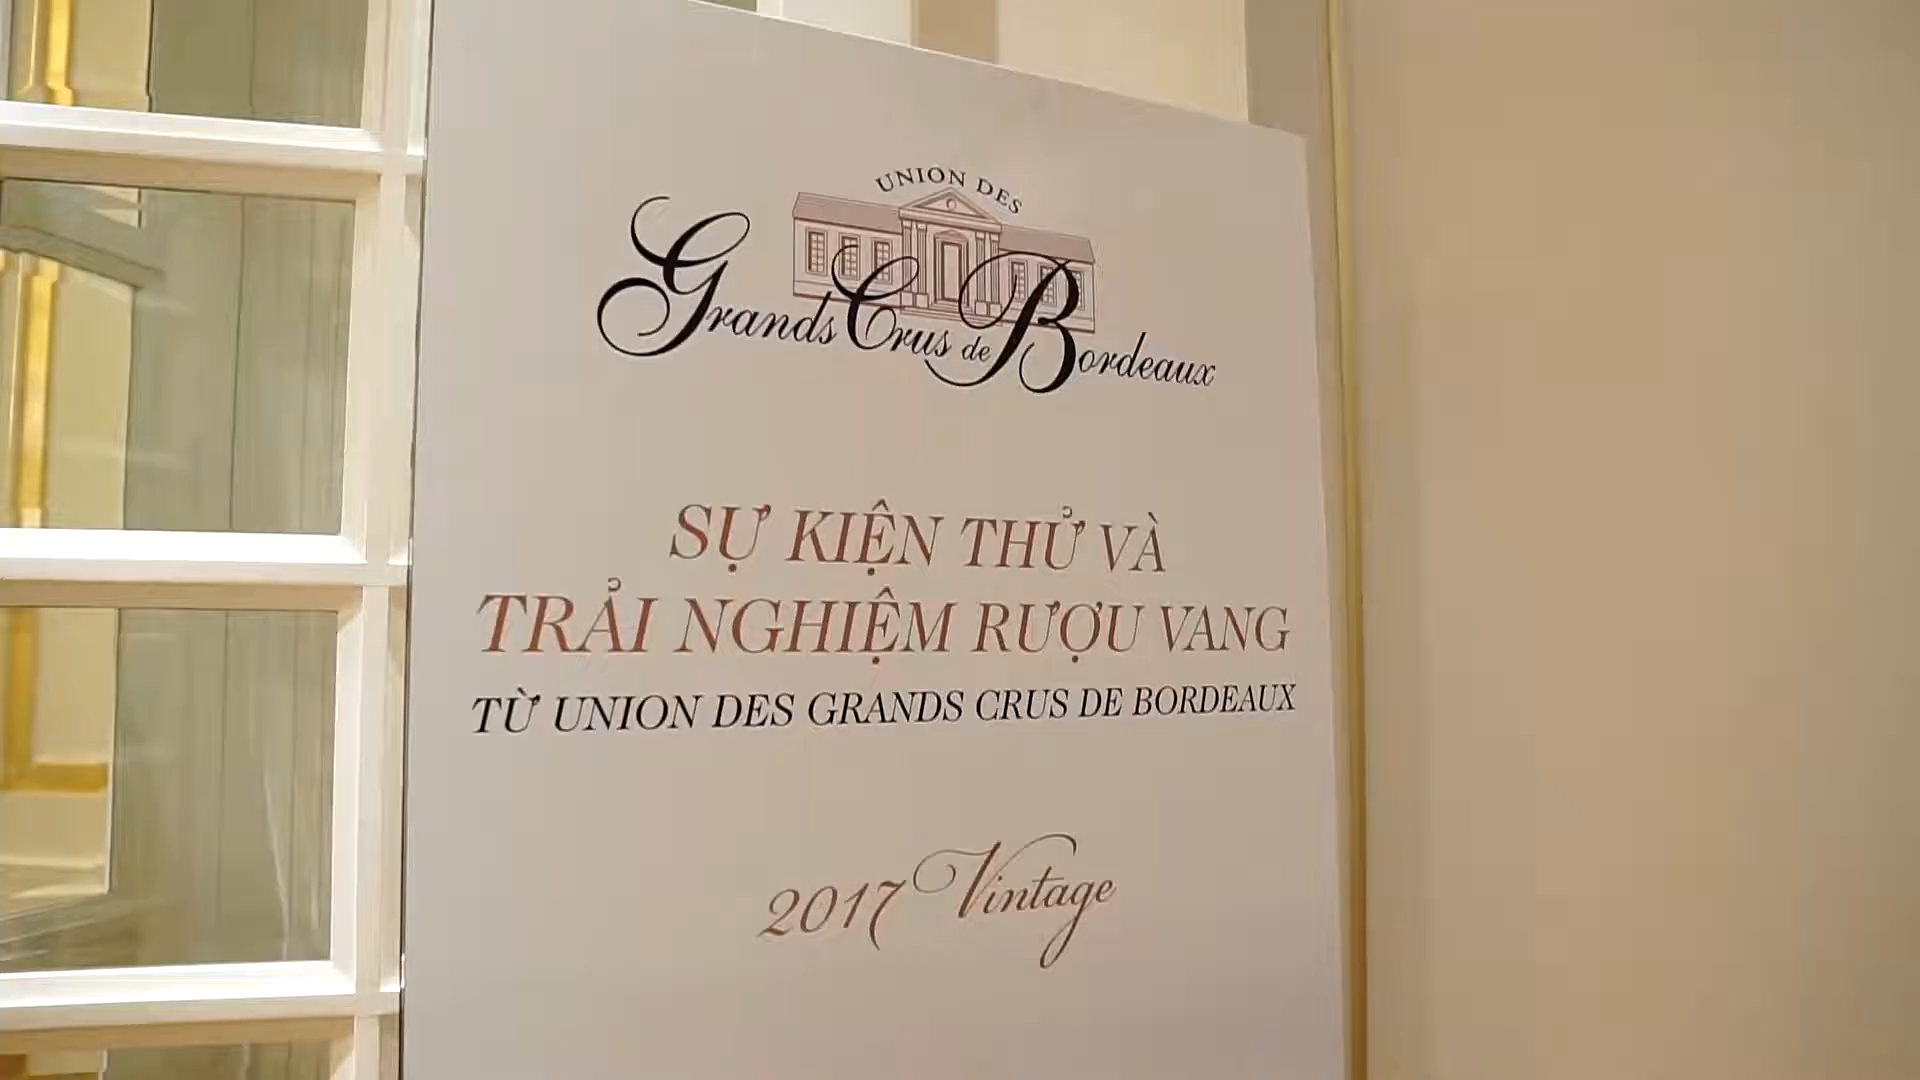 UNION DES
Grands Crus de Bordeaux
SỰ KIỆN THỬ VÀ
TRẢI NGHIỆM RƯỢU VANG
TỪ UNION DES GRANDS CRUS DE BORDEAUX
2017 Vintage